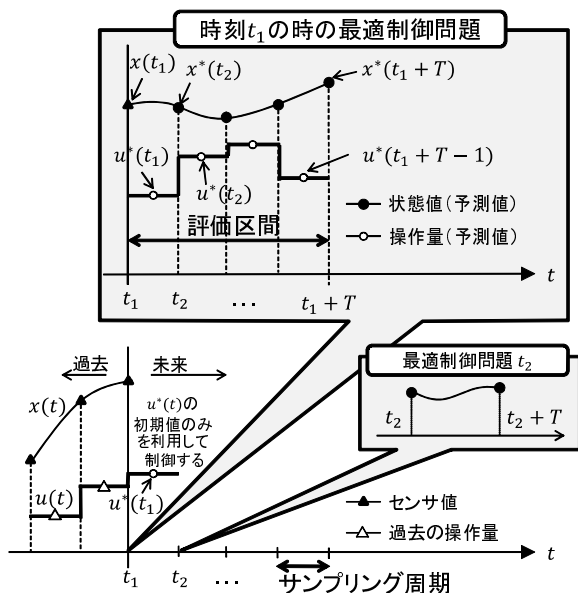 時刻t₁の時の最適制御問題
x(t₁)
x*(t₂)
x*(t₁ + T)
u*(t₁)
u*(t₂)
u*(t₁ + T − 1)
状態値(予測値)
操作量(予測値)
評価区間
t
t₁
t₂
...
t₁ + T
最適制御問題 t₂
t₂
t₂ + T
過去
未来
x(t)
u*(t)の
初期値のみ
を利用して
制御する
u(t)
u*(t₁)
センサ値
過去の操作量
t
t₁
t₂
...
サンプリング周期